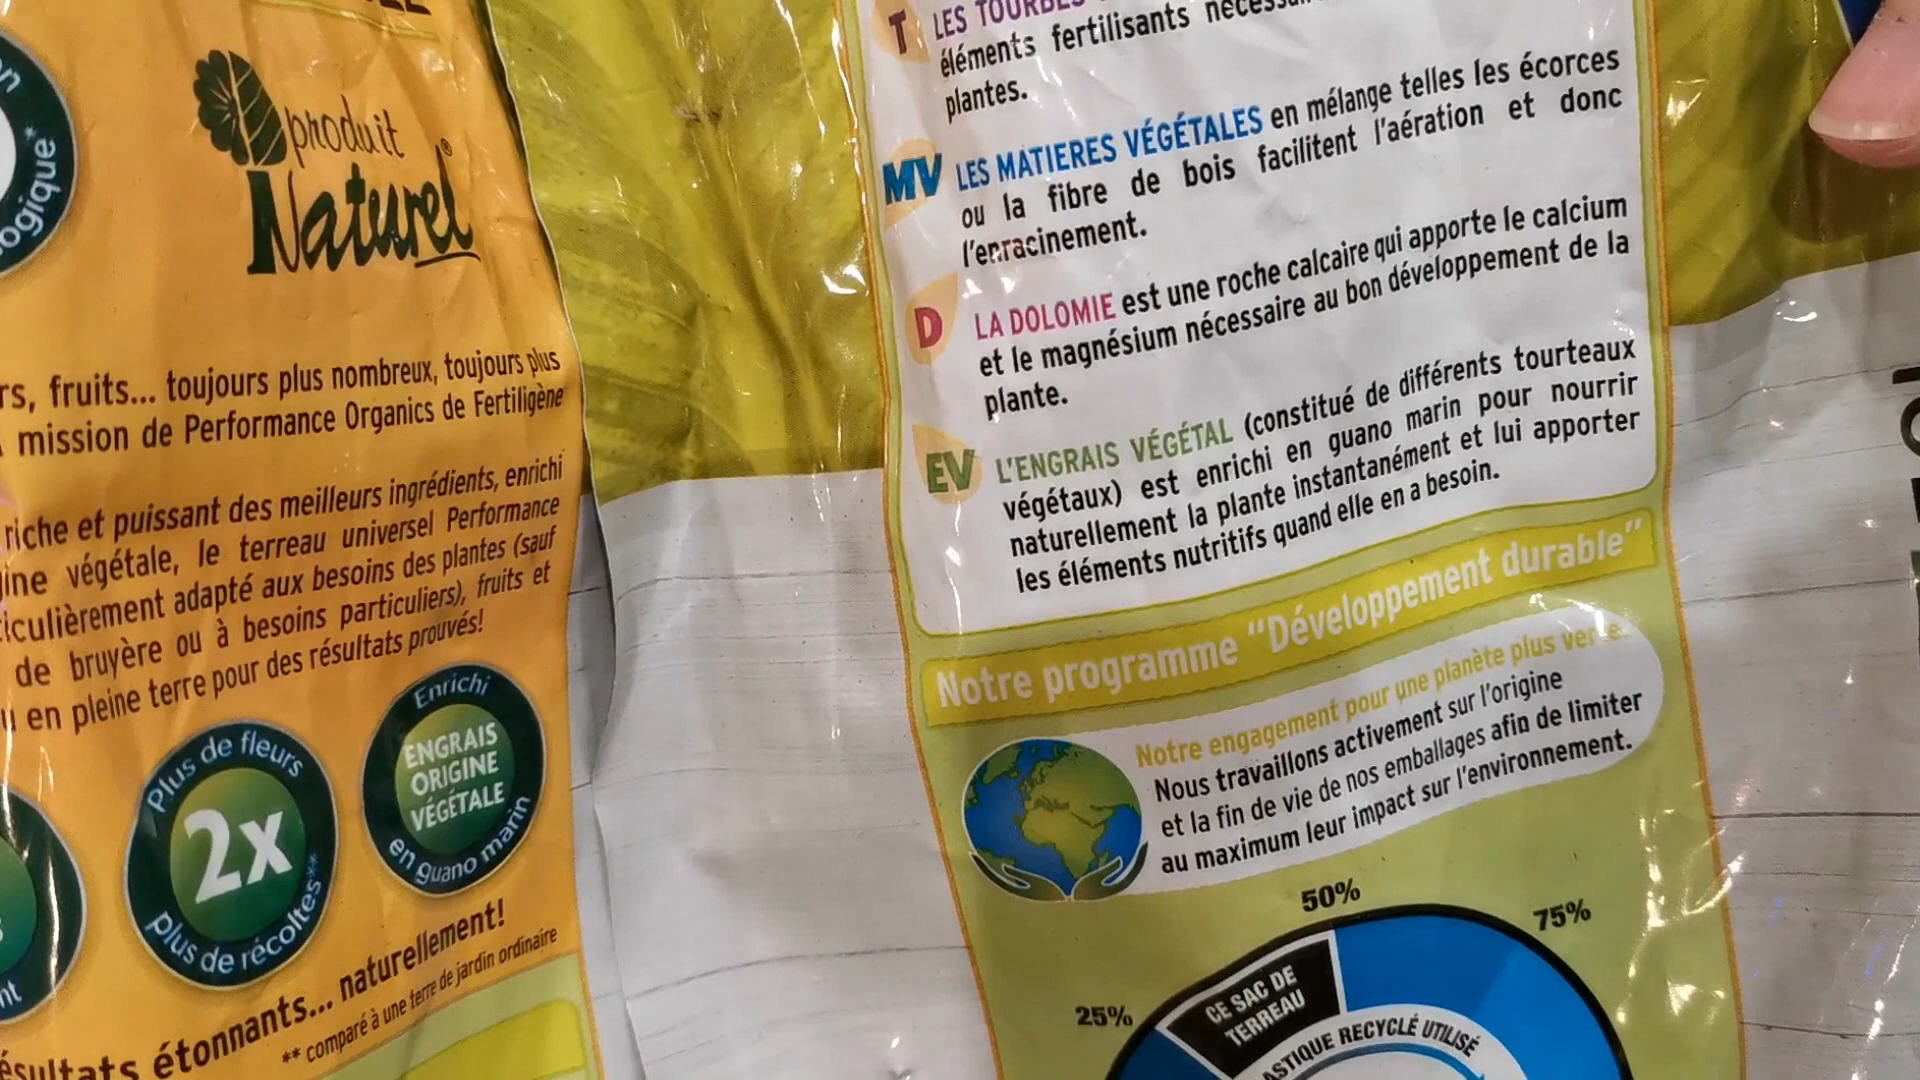 produit
Naturel®
ogique*
rs, fruits... toujours plus nombreux, toujours plus
mission de Performance Organics de Fertiligène
riche et puissant des meilleurs ingrédients, enrichi
ine végétale, le terreau universel Performance
iculièrement adapté aux besoins des plantes (sauf
de bruyère ou à besoins particuliers), fruits et
en pleine terre pour des résultats prouvés!
Plus de fleurs
2x
plus de récoltes**
Enrichi
ENGRAIS
ORIGINE
VÉGÉTALE
en guano marin
ésultats étonnants... naturellement!
** comparé à une terre de jardin ordinaire
T LES TOURBES
éléments fertilisants
plantes.
MV LES MATIERES VÉGÉTALES en mélange telles les écorces
ou la fibre de bois facilitent l'aération et donc
l'enracinement.
D LA DOLOMIE est une roche calcaire qui apporte le calcium
et le magnésium nécessaire au bon développement de la
plante.
EV L'ENGRAIS VÉGÉTAL (constitué de différents tourteaux
végétaux) est enrichi en guano marin pour nourrir
naturellement la plante instantanément et lui apporter
les éléments nutritifs quand elle en a besoin.
Notre programme "Développement durable"
Notre engagement pour une planète plus verte:
Nous travaillons activement sur l'origine
et la fin de vie de nos emballages afin de limiter
au maximum leur impact sur l'environnement.
25%
50%
75%
CE SAC DE
TERREAU
ASTIQUE RECYCLÉ UTILISÉ